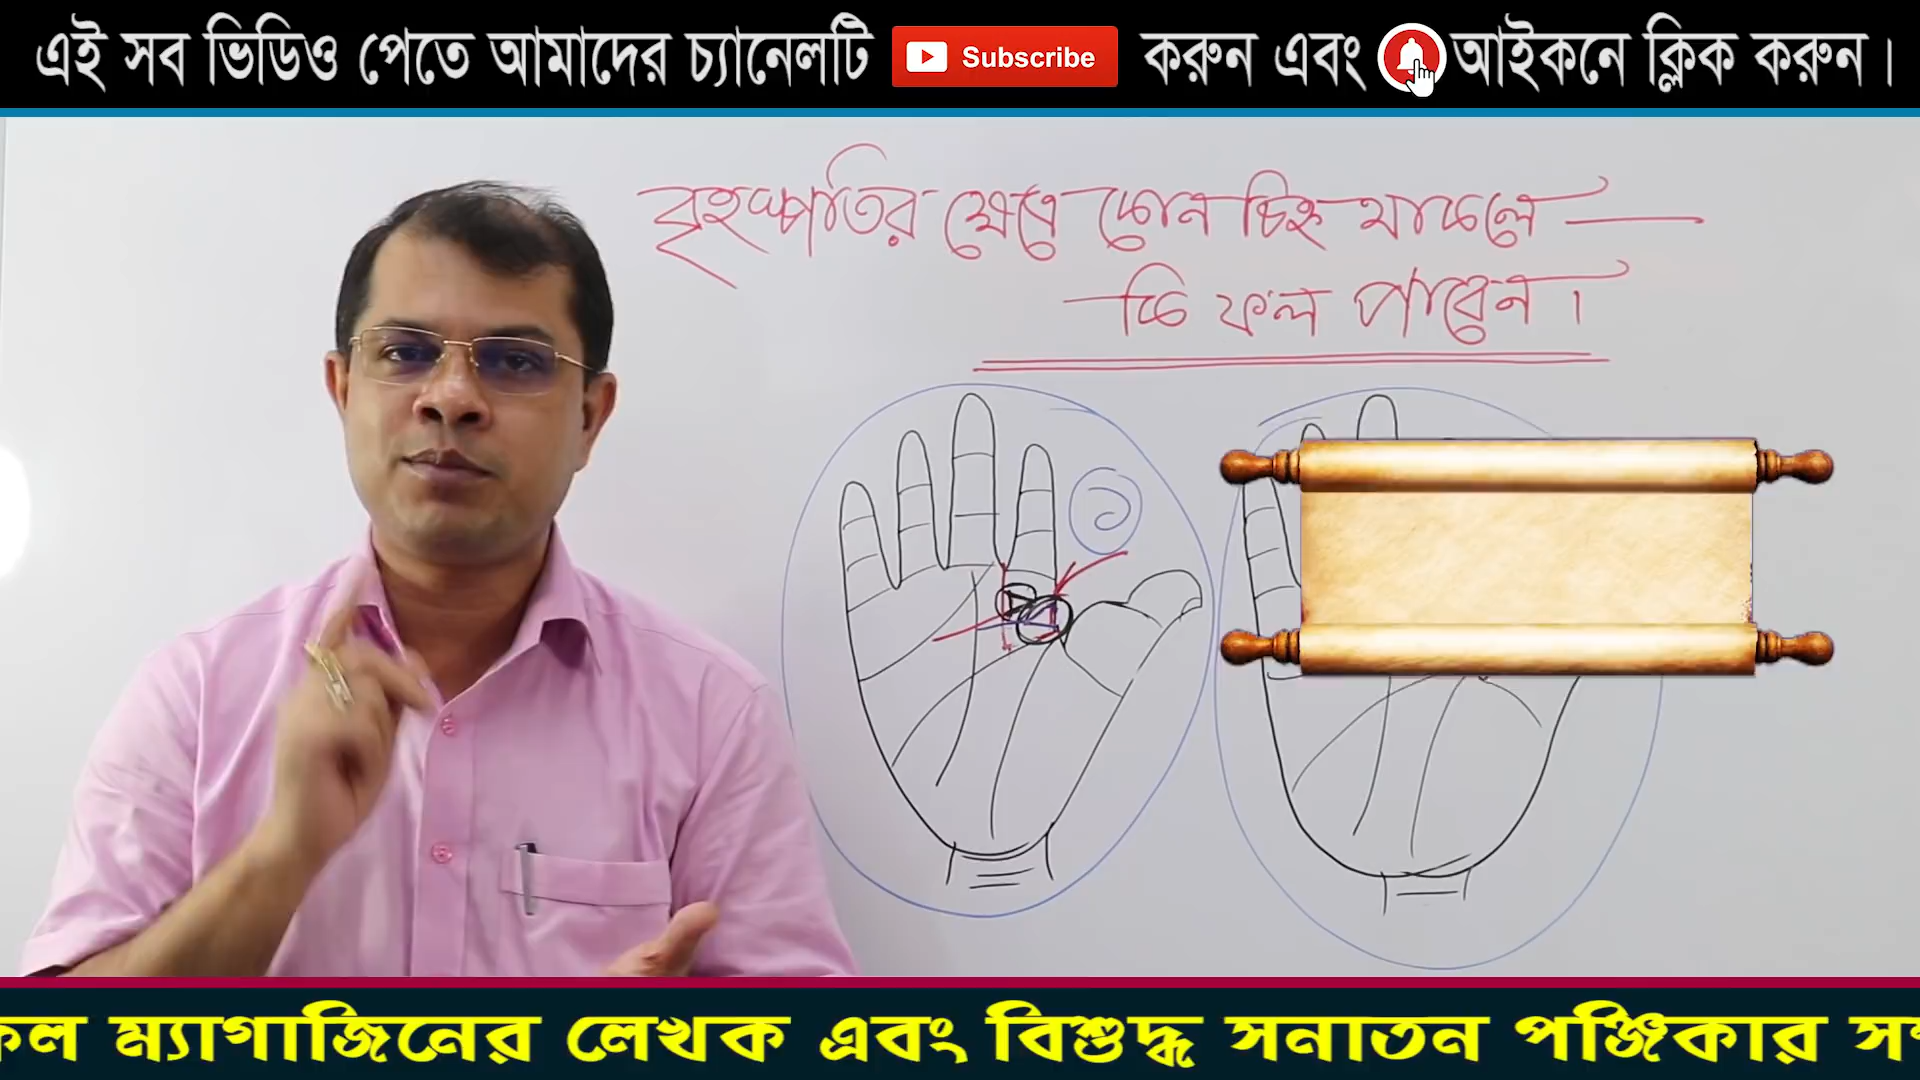 এই সব ভিডিও পেতে আমাদের চ্যানেলটি Subscribe করুন এবং আইকনে ক্লিক করুন।
বৃহস্পতির ক্ষেত্রে কোন চিহ্ন থাকলে —
কি ফল পাবেন।
১
ফল ম্যাগাজিনের লেখক এবং বিশুদ্ধ সনাতন পঞ্জিকার